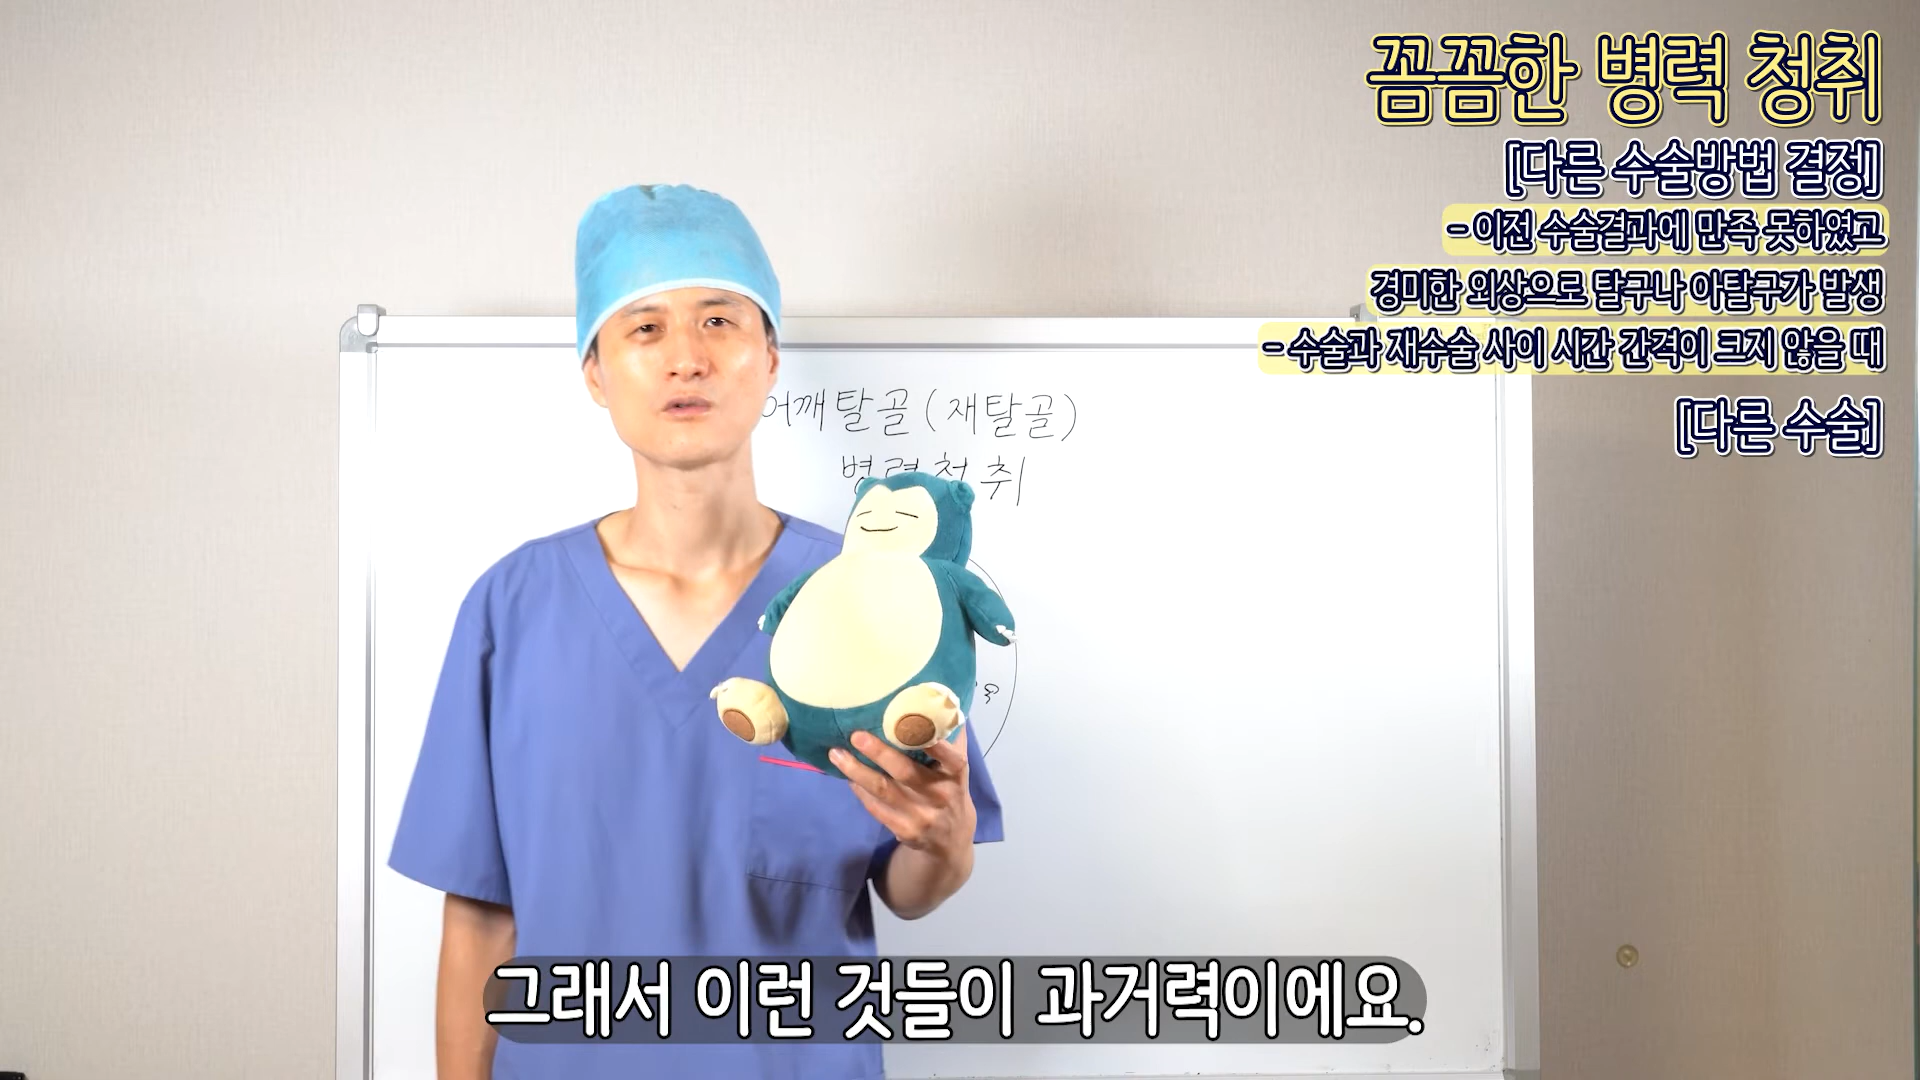 꼼꼼한 병력 청취
[다른 수술방법 결정]
- 이전 수술결과에 만족 못하였고
경미한 외상으로 탈구나 아탈구가 발생
- 수술과 재수술 사이 시간 간격이 크지 않을 때
[다른 수술]
어깨탈골 (재탈골)
병력청취
그래서 이런 것들이 과거력이에요.